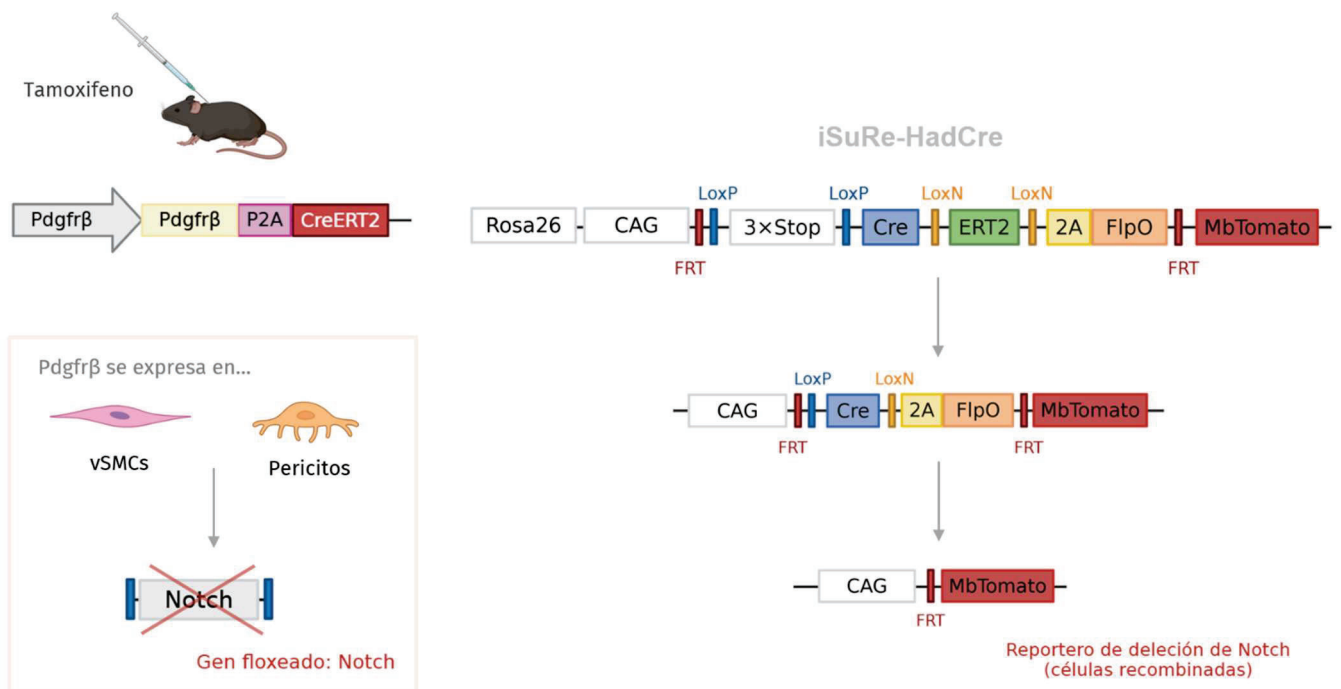 Tamoxifeno
Pdgfrβ
Pdgfrβ
P2A
CreERT2
Pdgfrβ se expresa en...
vSMCs
Pericitos
Notch
Gen floxeado: Notch
iSuRe-HadCre
LoxP
LoxP
LoxN
LoxN
Rosa26
CAG
3×Stop
Cre
ERT2
2A
FlpO
MbTomato
FRT
FRT
LoxP
LoxN
CAG
Cre
2A
FlpO
MbTomato
FRT
FRT
CAG
MbTomato
FRT
Reportero de deleción de Notch
(células recombinadas)